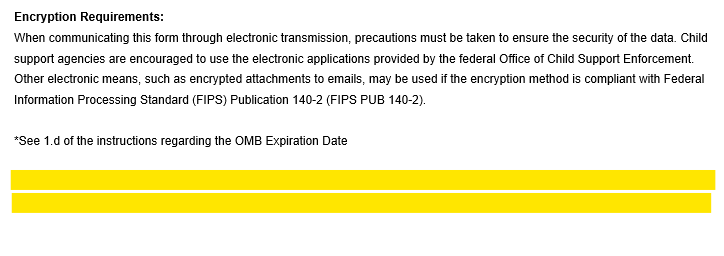 Encryption Requirements:
When communicating this form through electronic transmission, precautions must be taken to ensure the security of the data. Child
support agencies are encouraged to use the electronic applications provided by the federal Office of Child Support Enforcement.
Other electronic means, such as encrypted attachments to emails, may be used if the encryption method is compliant with Federal
Information Processing Standard (FIPS) Publication 140-2 (FIPS PUB 140-2).
*See 1.d of the instructions regarding the OMB Expiration Date